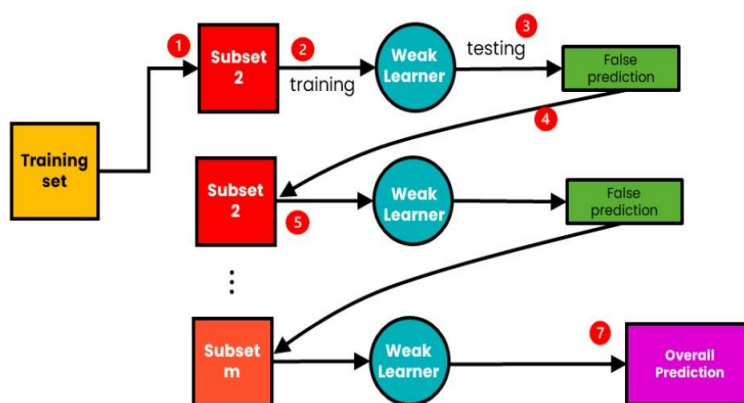 1
Subset
2
2
training
Weak
Learner
3
testing
False
prediction
4
Training
set
Subset
2
5
Weak
Learner
False
prediction
Subset
m
Weak
Learner
7
Overall
Prediction